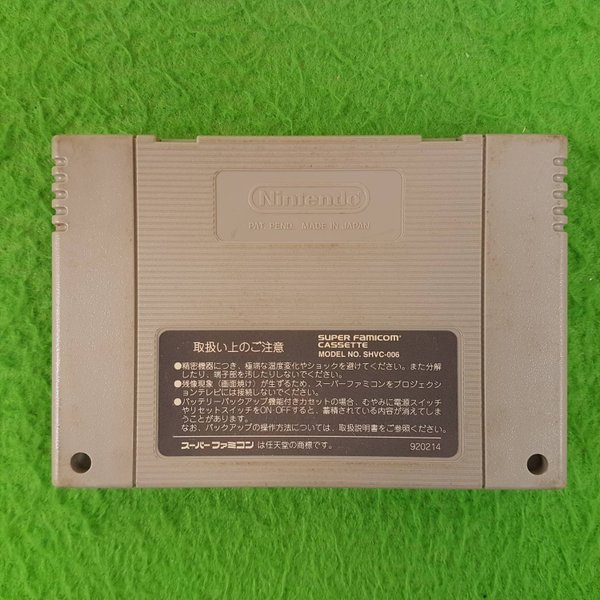 Nintendo
PAT. PEND. MADE IN JAPAN
取扱い上のご注意
SUPER FAMICOM
CASSETTE
MODEL NO. SHVC-006
●精密機器につき、極端な温度変化やショックを避けてください。また分解
したり、端子部を汚したりしないでください。
●残像現象(画面焼け)が生ずるため、スーパーファミコンをプロジェクシ
ョンテレビには接続しないでください。
●バッテリーバックアップ機能付きカセットの場合、むやみに電源スイッチ
やリセットスイッチをON・OFFすると、蓄積されている内容が消えてしま
うことがあります。
なお、バックアップの操作方法については、取扱説明書をご参照ください。
スーパーファミコン は任天堂の商標です。
920214